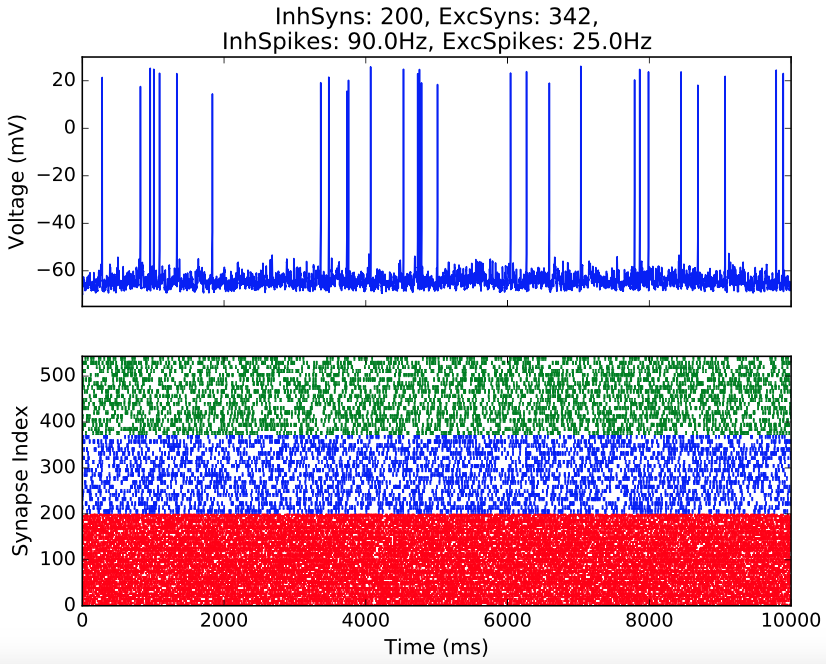 InhSyns: 200, ExcSyns: 342,
InhSpikes: 90.0Hz, ExcSpikes: 25.0Hz
Voltage (mV)
20
0
−20
−40
−60
Synapse Index
500
400
300
200
100
0
0 2000 4000 6000 8000 10000
Time (ms)